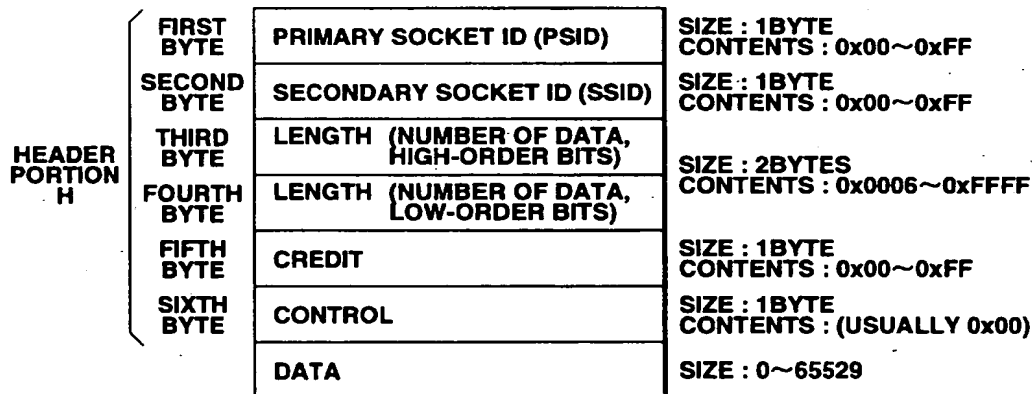 HEADER
PORTION
H
FIRST
BYTE
PRIMARY SOCKET ID (PSID)
SIZE : 1BYTE
CONTENTS : 0x00~0xFF
SECOND
BYTE
SECONDARY SOCKET ID (SSID)
SIZE : 1BYTE
CONTENTS : 0x00~0xFF
THIRD
BYTE
LENGTH (NUMBER OF DATA,
HIGH-ORDER BITS)
SIZE : 2BYTES
CONTENTS : 0x0006~0xFFFF
FOURTH
BYTE
LENGTH (NUMBER OF DATA,
LOW-ORDER BITS)
FIFTH
BYTE
CREDIT
SIZE : 1BYTE
CONTENTS : 0x00~0xFF
SIXTH
BYTE
CONTROL
SIZE : 1BYTE
CONTENTS : (USUALLY 0x00)
DATA
SIZE : 0~65529